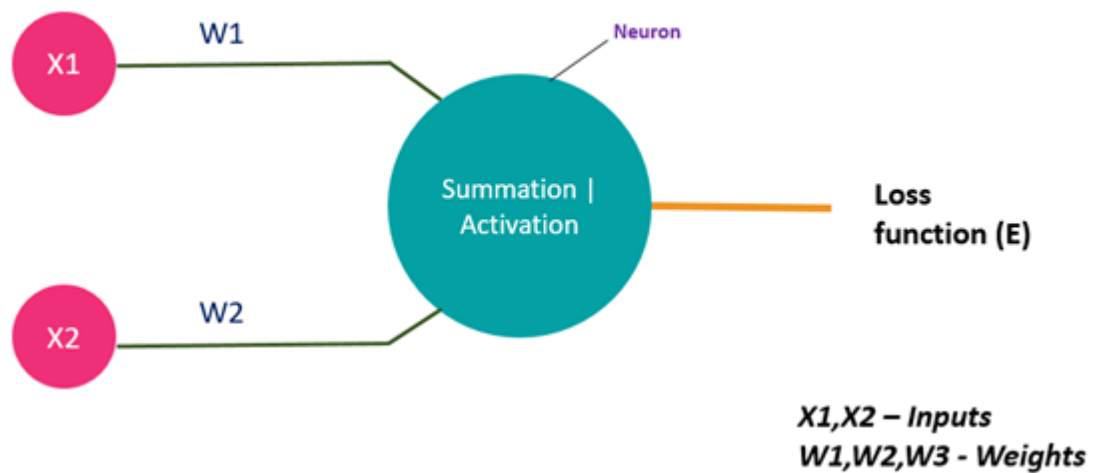 X1
W1
Neuron
Summation |
Activation
Loss
function (E)
X2
W2
X1,X2 – Inputs
W1,W2,W3 - Weights